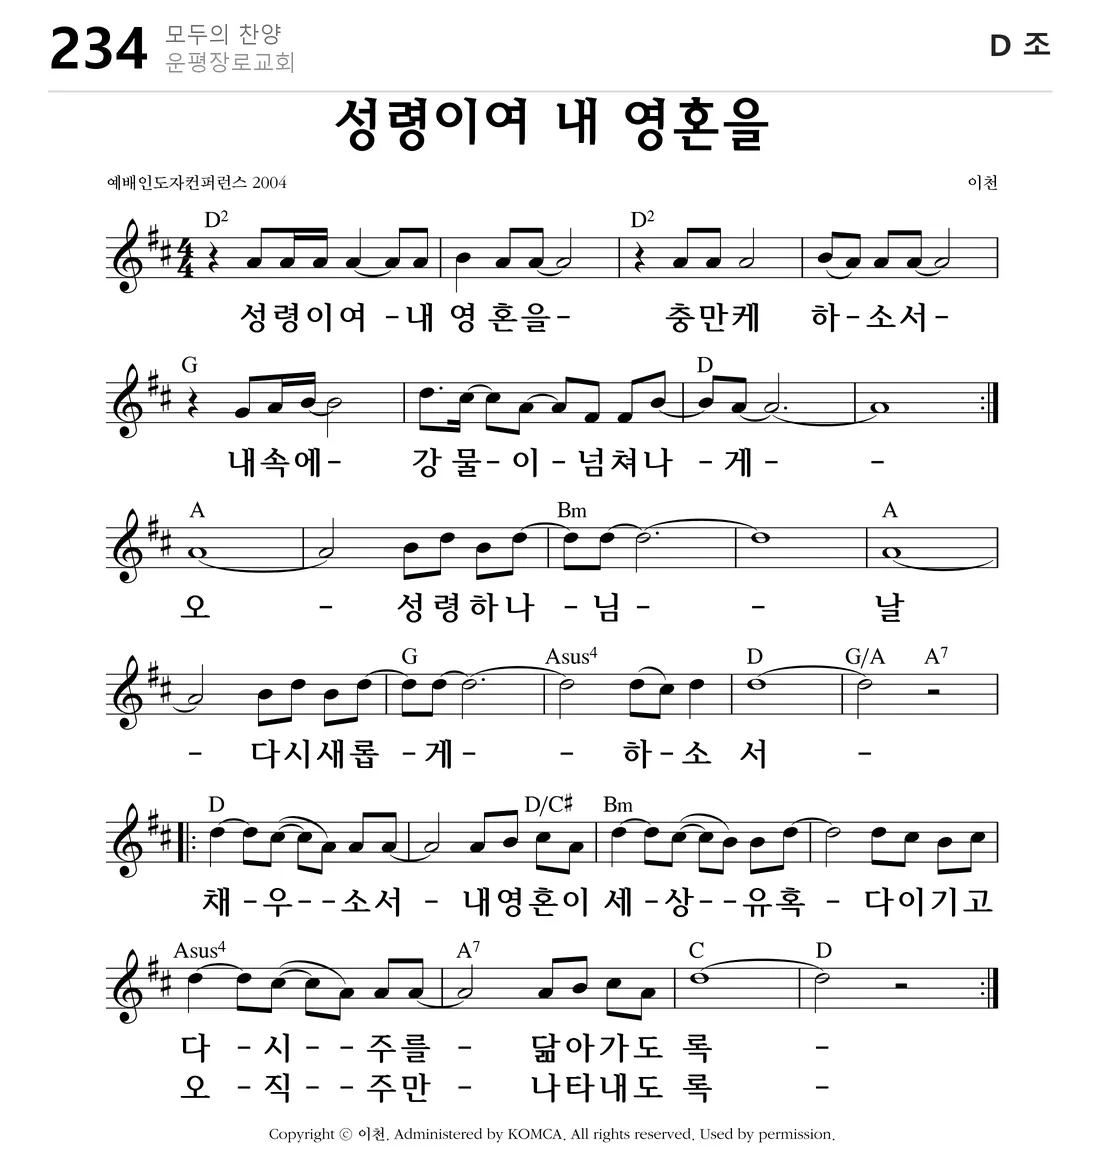 234 모두의 찬양
운평장로교회
D 조
성령이여 내 영혼을
예배인도자컨퍼런스 2004
이천
D2 D2
성령이여 -내 영 혼을- 충만케 하-소서-
G D
내속에- 강 물-이-넘쳐나 -게- -
A Bm A
오 - 성령하나 -님- - 날
G Asus4 D G/A A7
- 다시새롭 -게- - 하-소 서 -
D D/C♯ Bm
채-우--소서 - 내영혼이 세-상--유혹 - 다이기고
Asus4 A7 C D
다 -시- -주를 - 닮아가도 록 -
오 -직- -주만 - 나타내도 록 -
Copyright ⓒ 이천. Administered by KOMCA. All rights reserved. Used by permission.